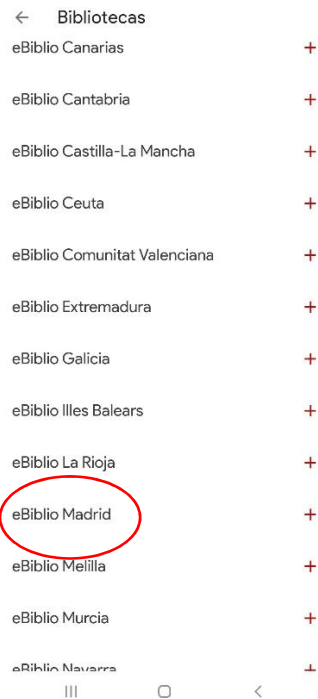 Bibliotecas
eBiblio Canarias
eBiblio Cantabria
eBiblio Castilla-La Mancha
eBiblio Ceuta
eBiblio Comunitat Valenciana
eBiblio Extremadura
eBiblio Galicia
eBiblio Illes Balears
eBiblio La Rioja
eBiblio Madrid
eBiblio Melilla
eBiblio Murcia
eBiblio Navarra